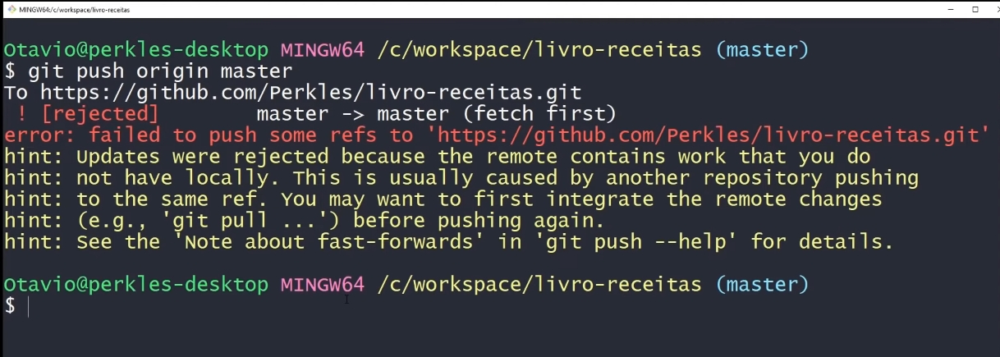 MINGW64:/c/workspace/livro-receitas
Otavio@perkles-desktop MINGW64 /c/workspace/livro-receitas (master)
$ git push origin master
To https://github.com/Perkles/livro-receitas.git
 ! [rejected]        master -> master (fetch first)
error: failed to push some refs to 'https://github.com/Perkles/livro-receitas.git'
hint: Updates were rejected because the remote contains work that you do
hint: not have locally. This is usually caused by another repository pushing
hint: to the same ref. You may want to first integrate the remote changes
hint: (e.g., 'git pull ...') before pushing again.
hint: See the 'Note about fast-forwards' in 'git push --help' for details.
Otavio@perkles-desktop MINGW64 /c/workspace/livro-receitas (master)
$